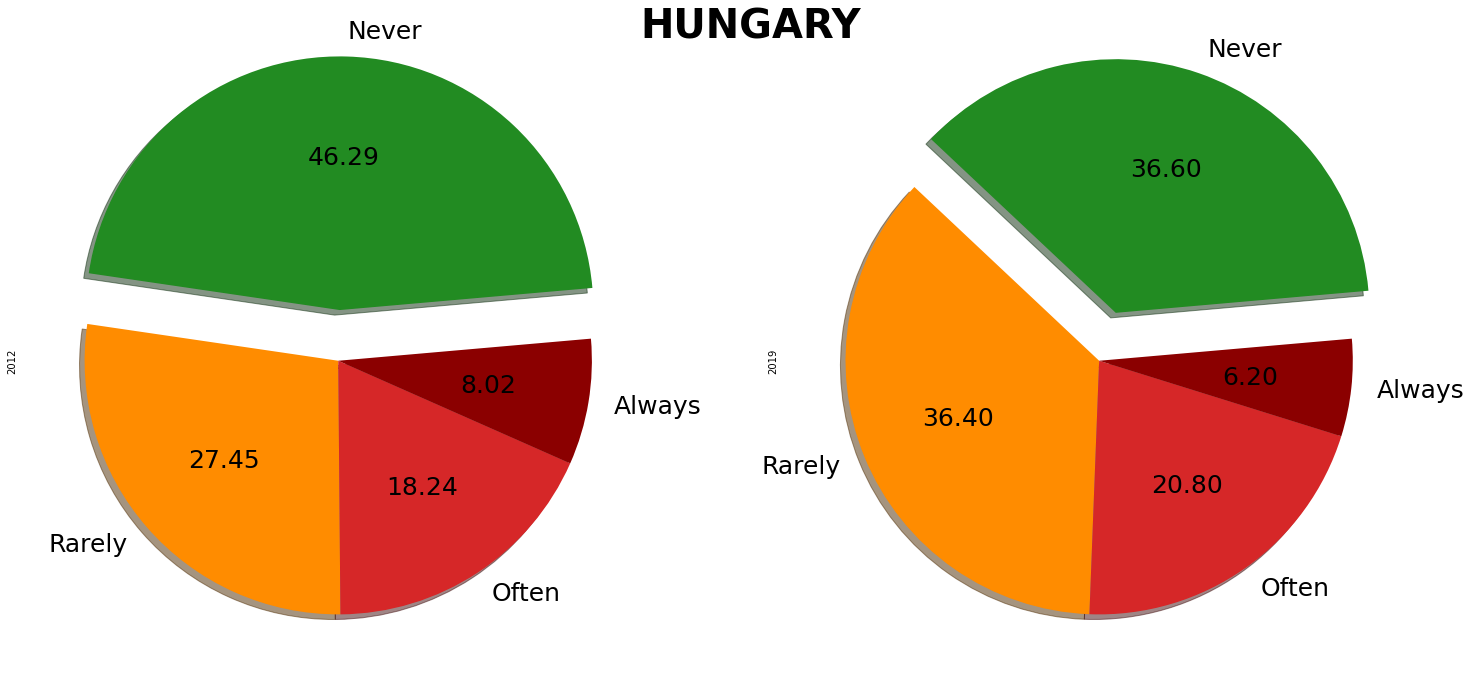 HUNGARY
2012
Never
46.29
8.02
Always
27.45
18.24
Rarely
Often
2019
Never
36.60
6.20
Always
36.40
Rarely
20.80
Often